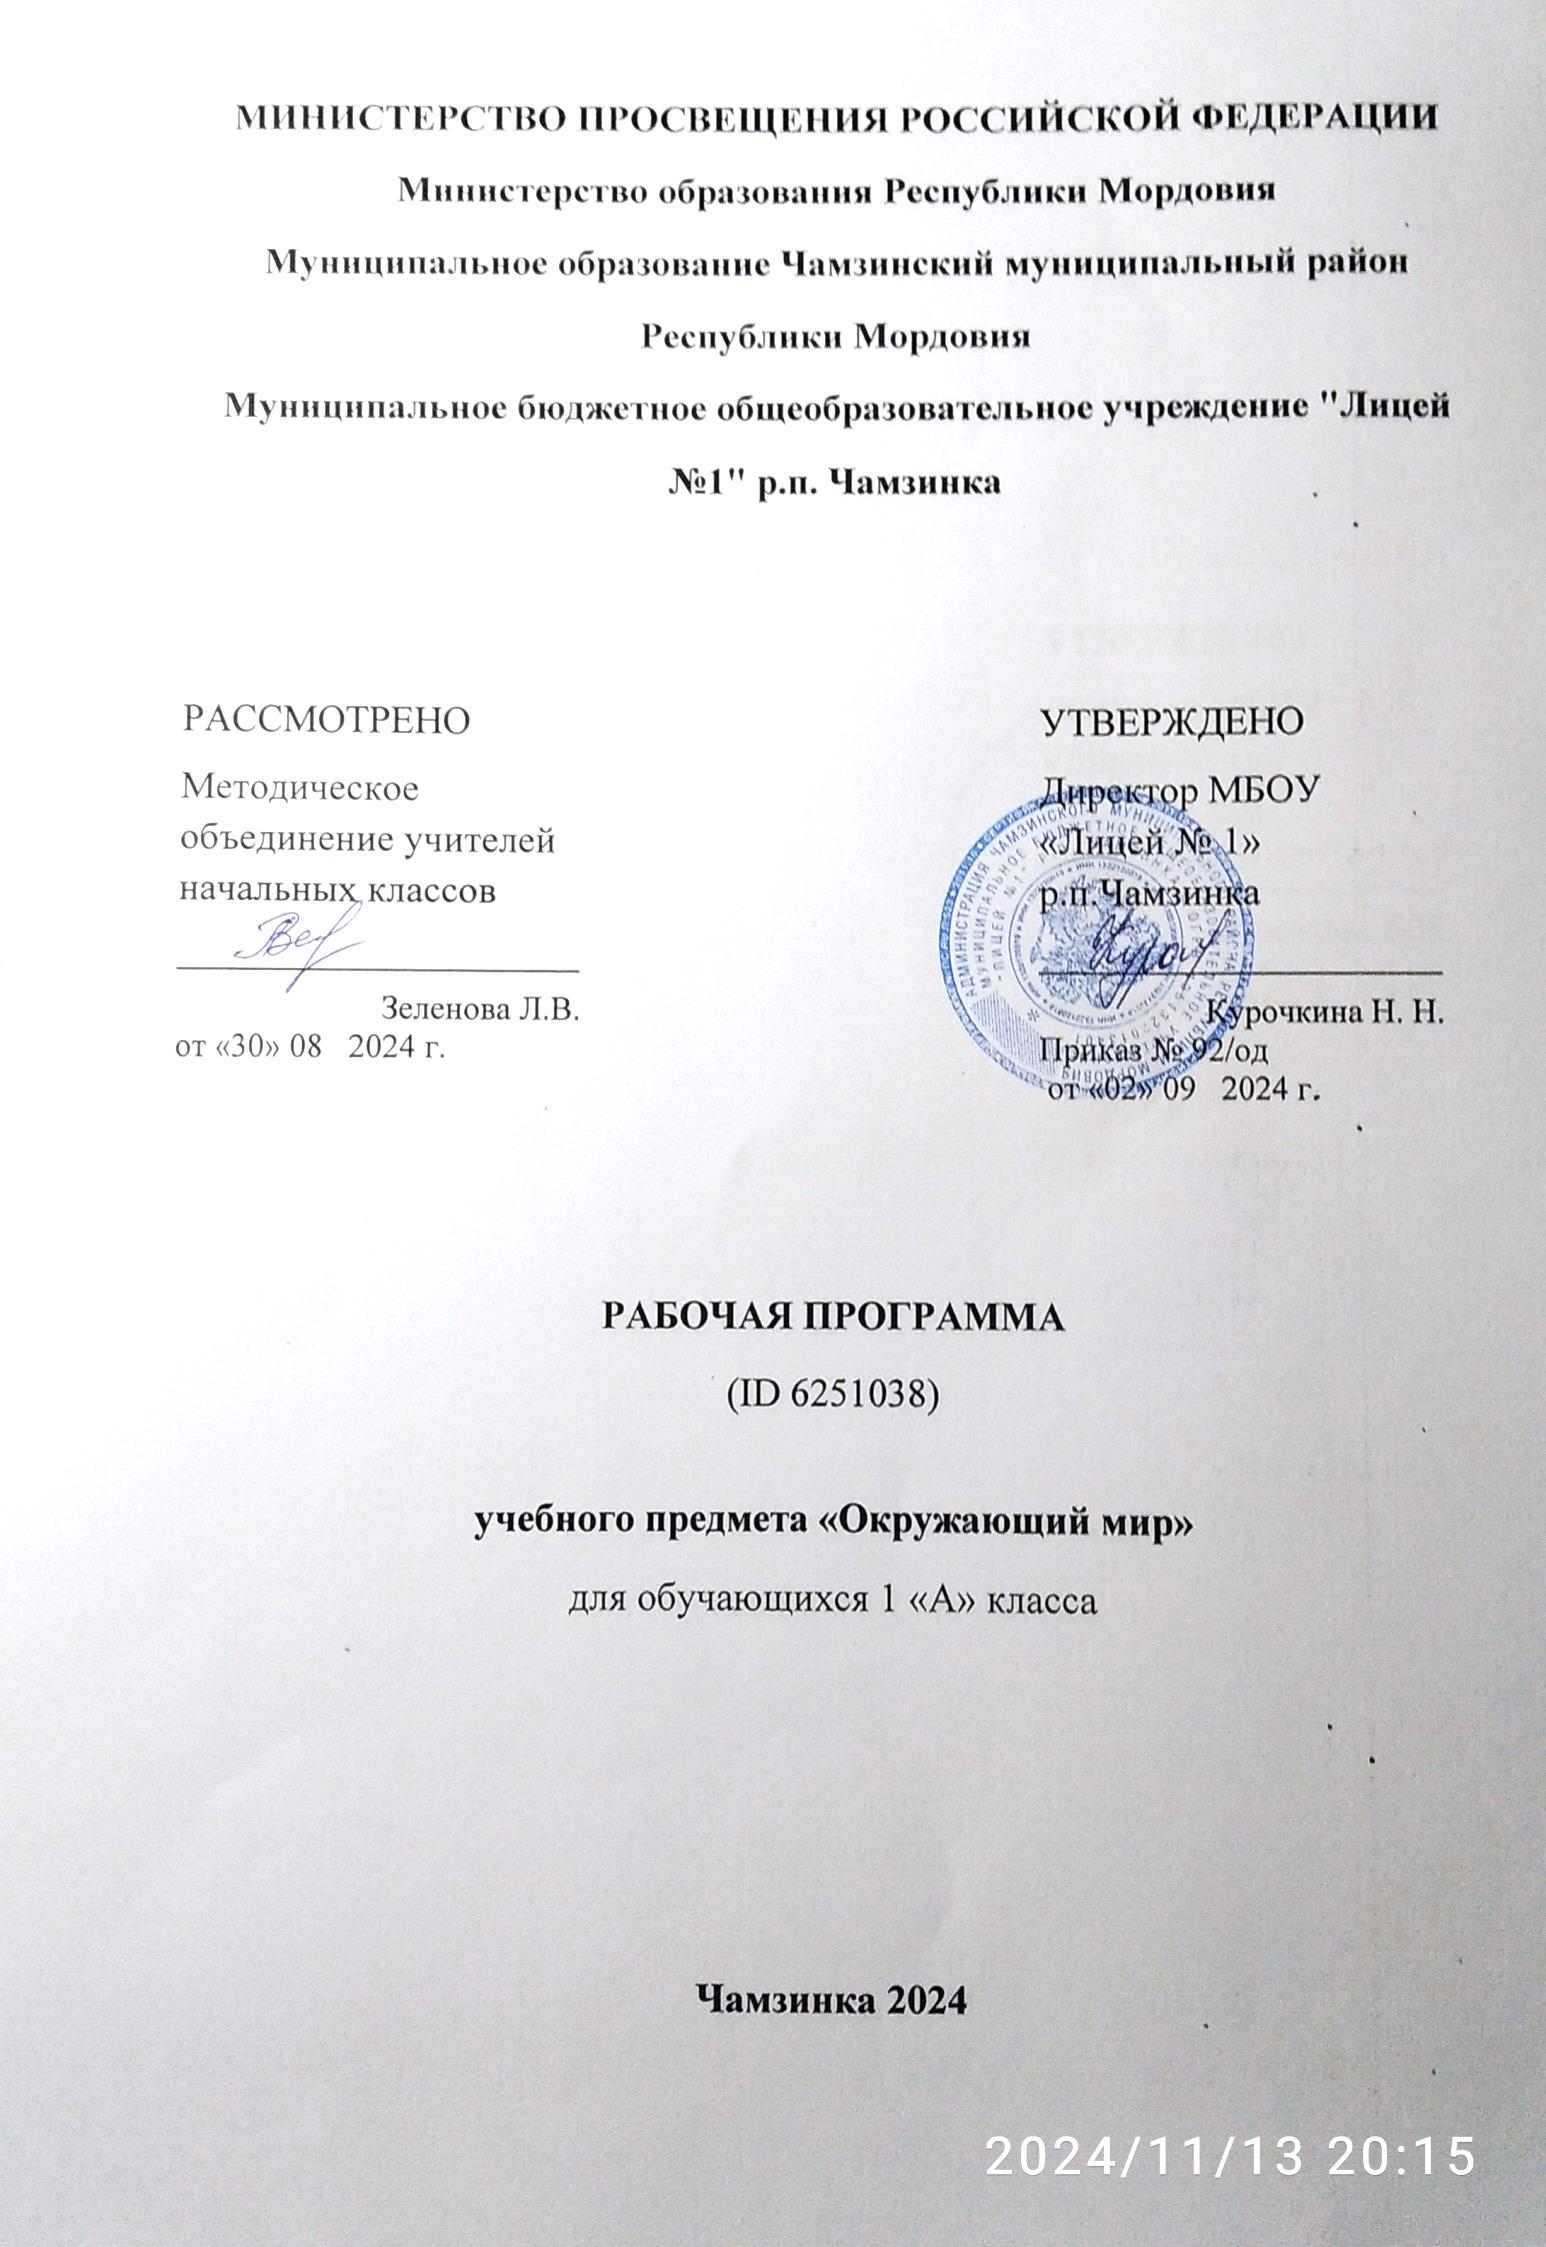 МИНИСТЕРСТВО ПРОСВЕЩЕНИЯ РОССИЙСКОЙ ФЕДЕРАЦИИ
Министерство образования Республики Мордовия
Муниципальное образование Чамзинский муниципальный район
Республики Мордовия
Муниципальное бюджетное общеобразовательное учреждение "Лицей
№1" р.п. Чамзинка
РАССМОТРЕНО
Методическое
объединение учителей
начальных классов
Зеленова Л.В.
от «30» 08 2024 г.
УТВЕРЖДЕНО
Директор МБОУ
«Лицей № 1»
р.п.Чамзинка
Курочкина Н. Н.
Приказ № 92/од
от «02» 09 2024 г.
РАБОЧАЯ ПРОГРАММА
(ID 6251038)
учебного предмета «Окружающий мир»
для обучающихся 1 «А» класса
Чамзинка 2024
2024/11/13 20:15